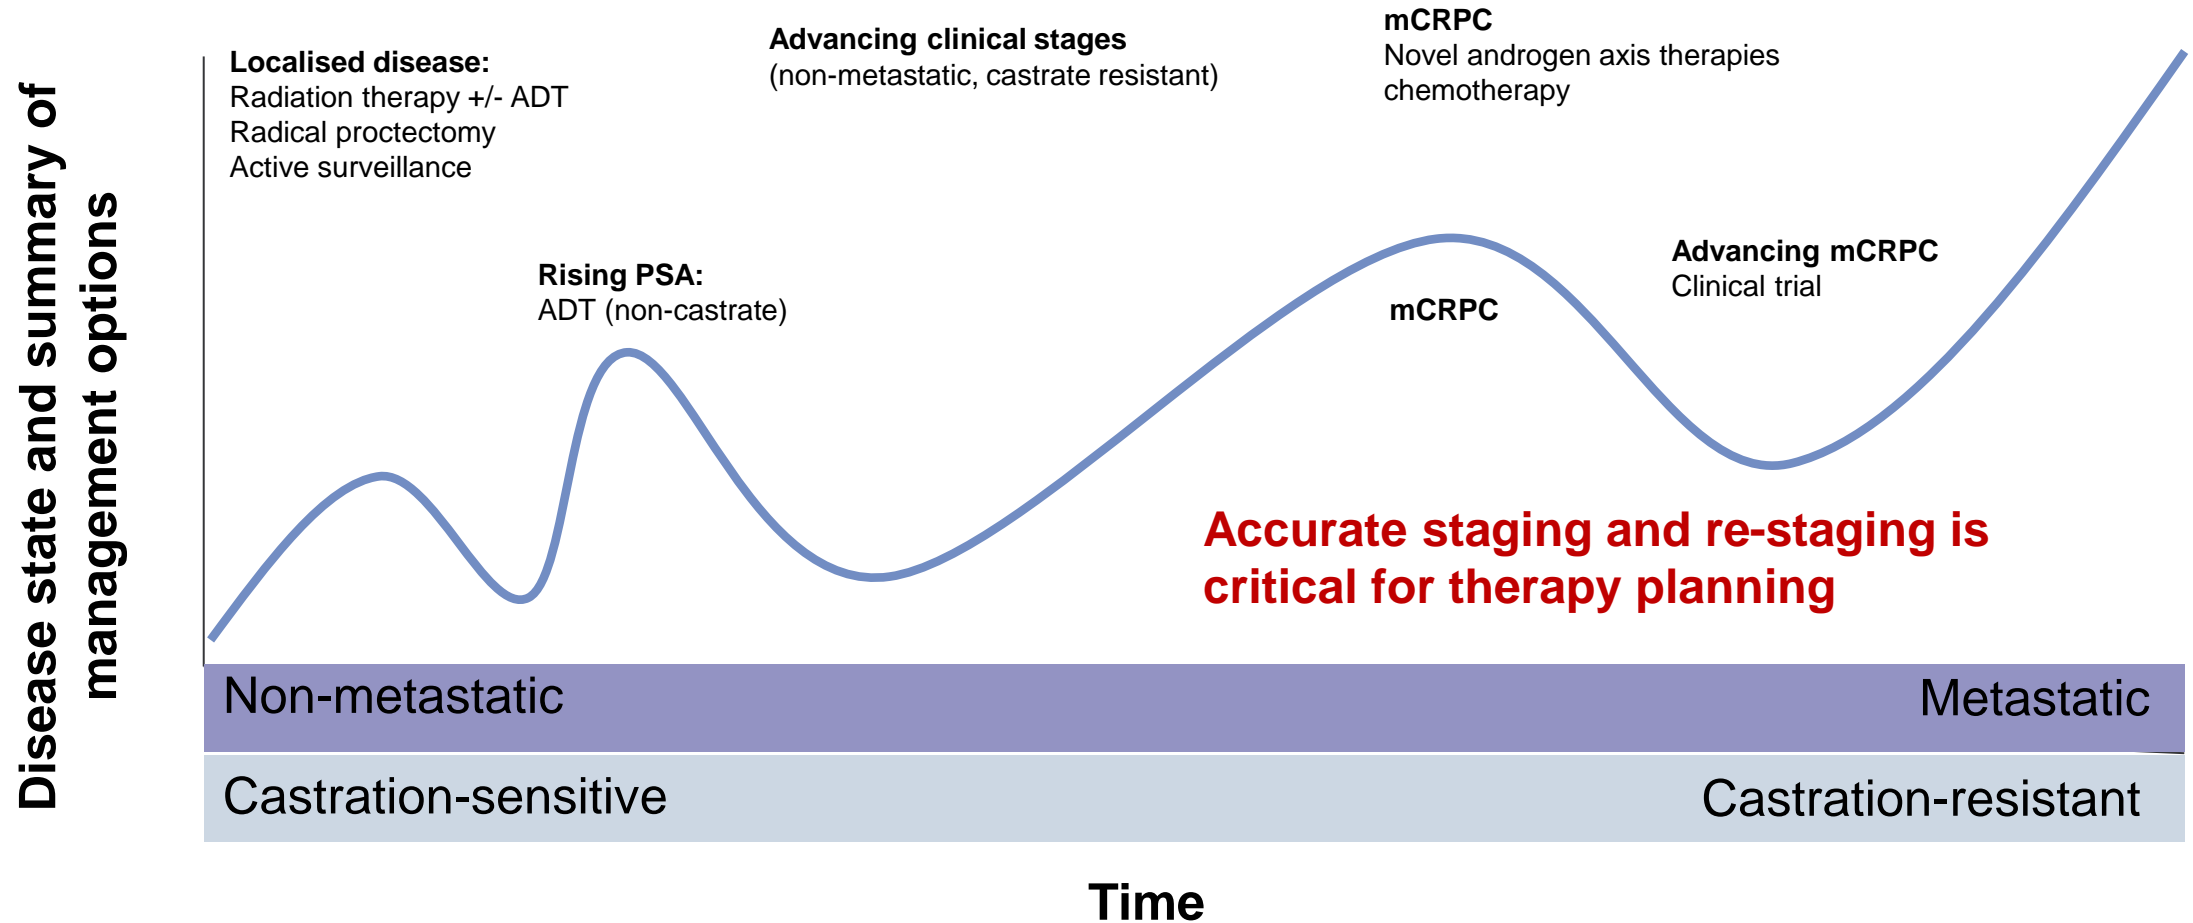 Disease state and summary of
management options
Localised disease:
Radiation therapy +/- ADT
Radical proctectomy
Active surveillance
Rising PSA:
ADT (non-castrate)
Advancing clinical stages
(non-metastatic, castrate resistant)
mCRPC
Novel androgen axis therapies
chemotherapy
mCRPC
Advancing mCRPC
Clinical trial
Accurate staging and re-staging is
critical for therapy planning
Non-metastatic
Metastatic
Castration-sensitive
Castration-resistant
Time